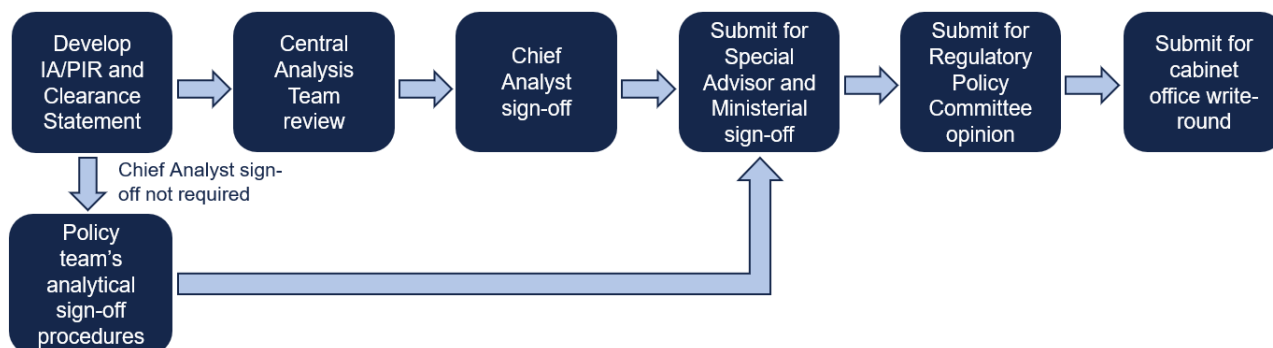 Develop
IA/PIR and
Clearance
Statement
Central
Analysis
Team
review
Chief
Analyst
sign-off
Submit for
Special
Advisor and
Ministerial
sign-off
Submit for
Regulatory
Policy
Committee
opinion
Submit for
cabinet
office write-
round
Chief Analyst sign-
off not required
Policy
team's
analytical
sign-off
procedures